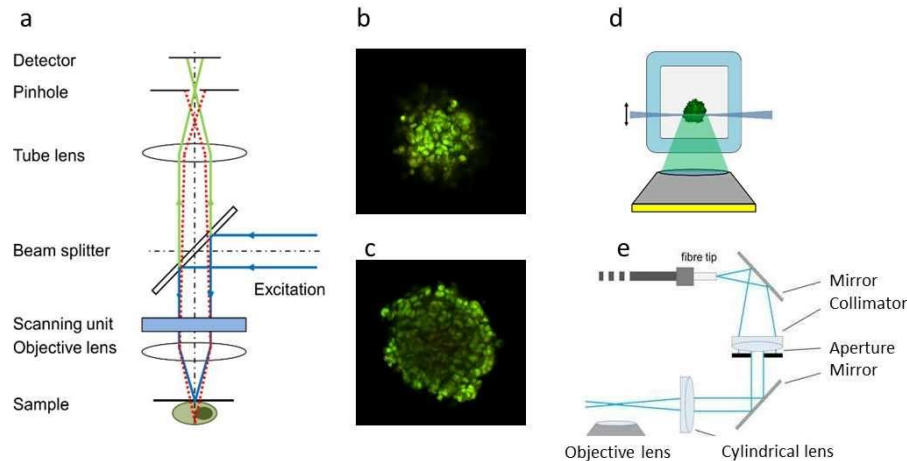 a
Detector
Pinhole
Tube lens
Beam splitter
Excitation
Scanning unit
Objective lens
Sample
b
c
d
e
fibre tip
Mirror
Collimator
Aperture
Mirror
Objective lens
Cylindrical lens